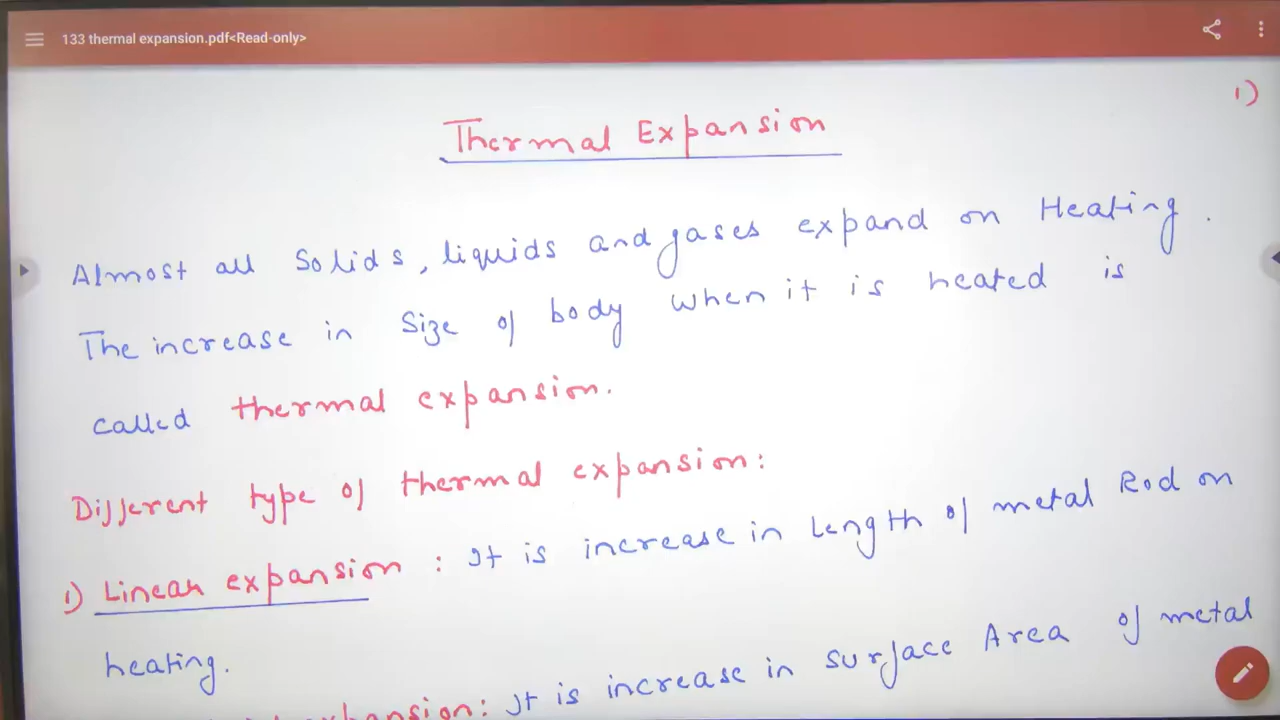 133 thermal expansion.pdf<Read-only>
1)
Thermal Expansion
Almost all Solids, liquids and gases expand on Heating.
The increase in Size of body when it is heated is
called thermal expansion.
Different type of thermal expansion:
1) Linear expansion : It is increase in length of metal Rod on
heating.
expansion: It is increase in surface Area of metal